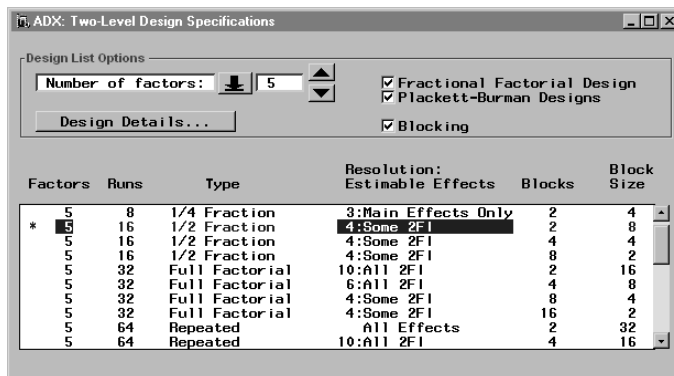 ADX: Two-Level Design Specifications
Design List Options
Number of factors: 5
Fractional Factorial Design
Plackett-Burman Designs
Design Details...
Blocking
Resolution: Block
Factors Runs Type Estimable Effects Blocks Size
5 8 1/4 Fraction 3:Main Effects Only 2 4
* 5 16 1/2 Fraction 4:Some 2FI 2 8
5 16 1/2 Fraction 4:Some 2FI 4 4
5 16 1/2 Fraction 4:Some 2FI 8 2
5 32 Full Factorial 10:All 2FI 2 16
5 32 Full Factorial 6:All 2FI 4 8
5 32 Full Factorial 4:Some 2FI 8 4
5 32 Full Factorial 4:Some 2FI 16 2
5 64 Repeated All Effects 2 32
5 64 Repeated 10:All 2FI 4 16